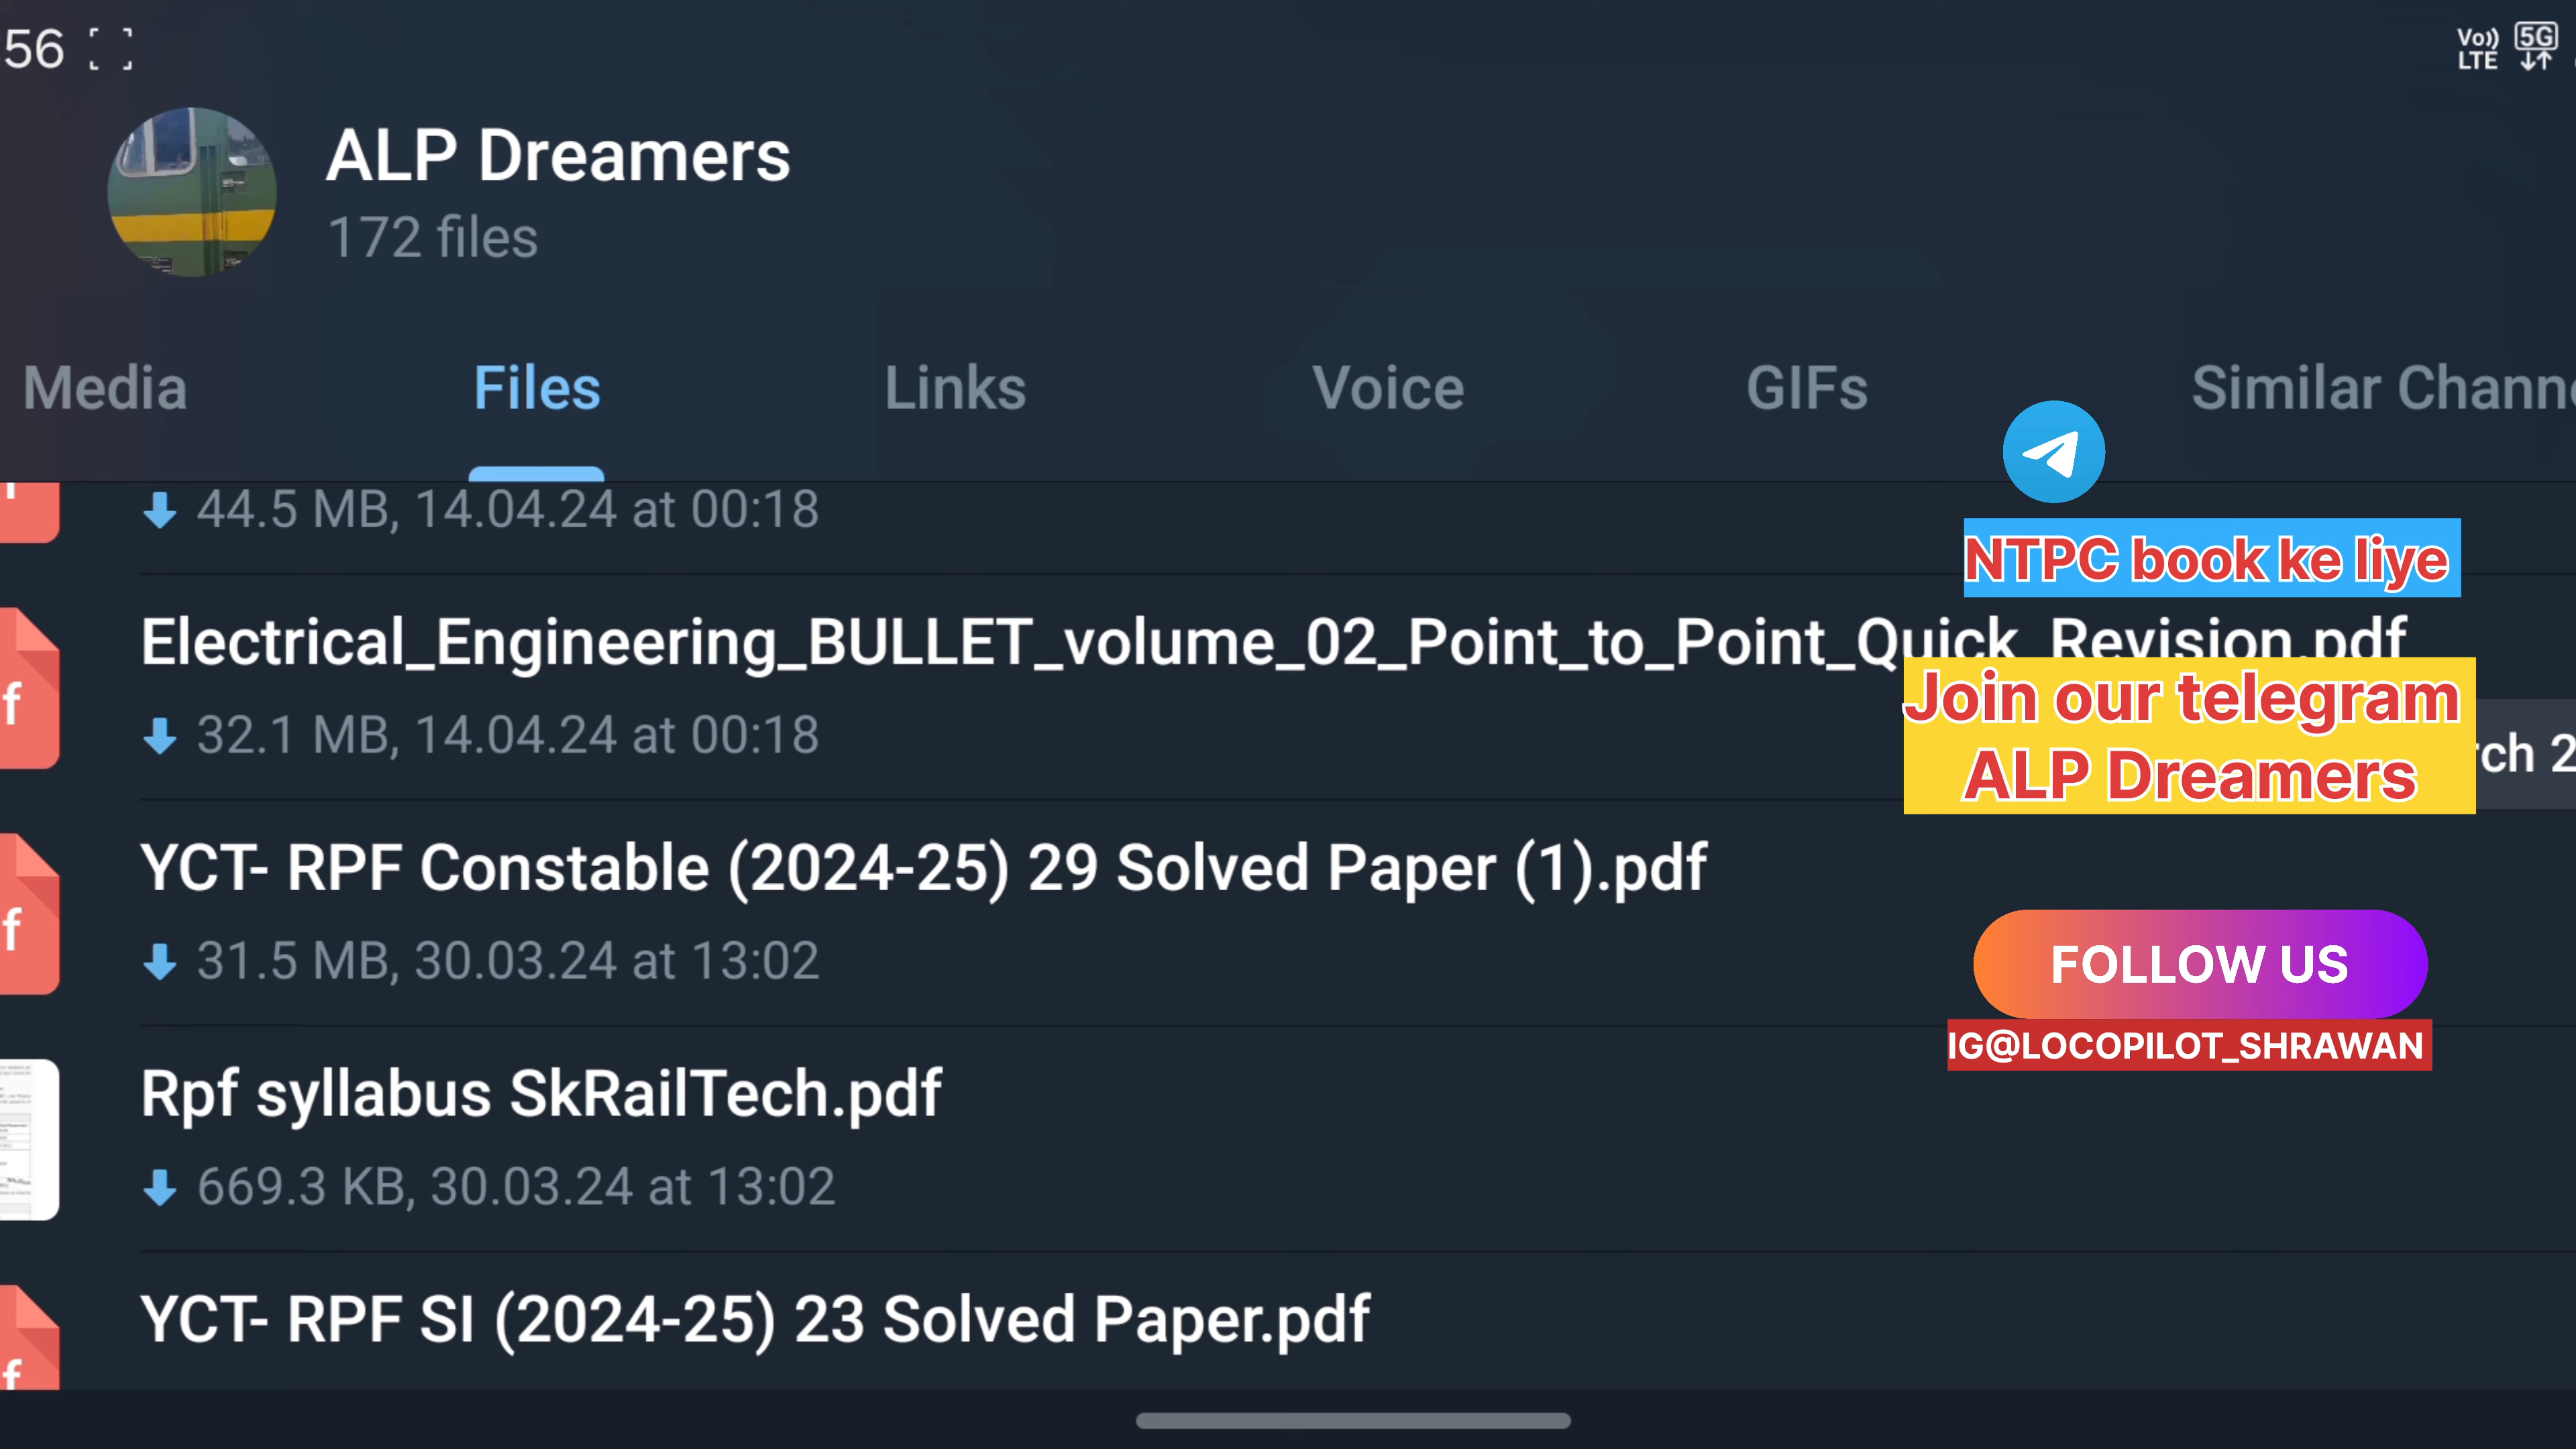 56
Vo)) LTE 5G
ALP Dreamers
172 files
Media Files Links Voice GIFs Similar Chann
44.5 MB, 14.04.24 at 00:18
NTPC book ke liye
Electrical_Engineering_BULLET_volume_02_Point_to_Point_Quick_Revision.pdf
32.1 MB, 14.04.24 at 00:18
Join our telegram
ALP Dreamers
rch 2
YCT- RPF Constable (2024-25) 29 Solved Paper (1).pdf
31.5 MB, 30.03.24 at 13:02
FOLLOW US
IG@LOCOPILOT_SHRAWAN
Rpf syllabus SkRailTech.pdf
669.3 KB, 30.03.24 at 13:02
YCT- RPF SI (2024-25) 23 Solved Paper.pdf